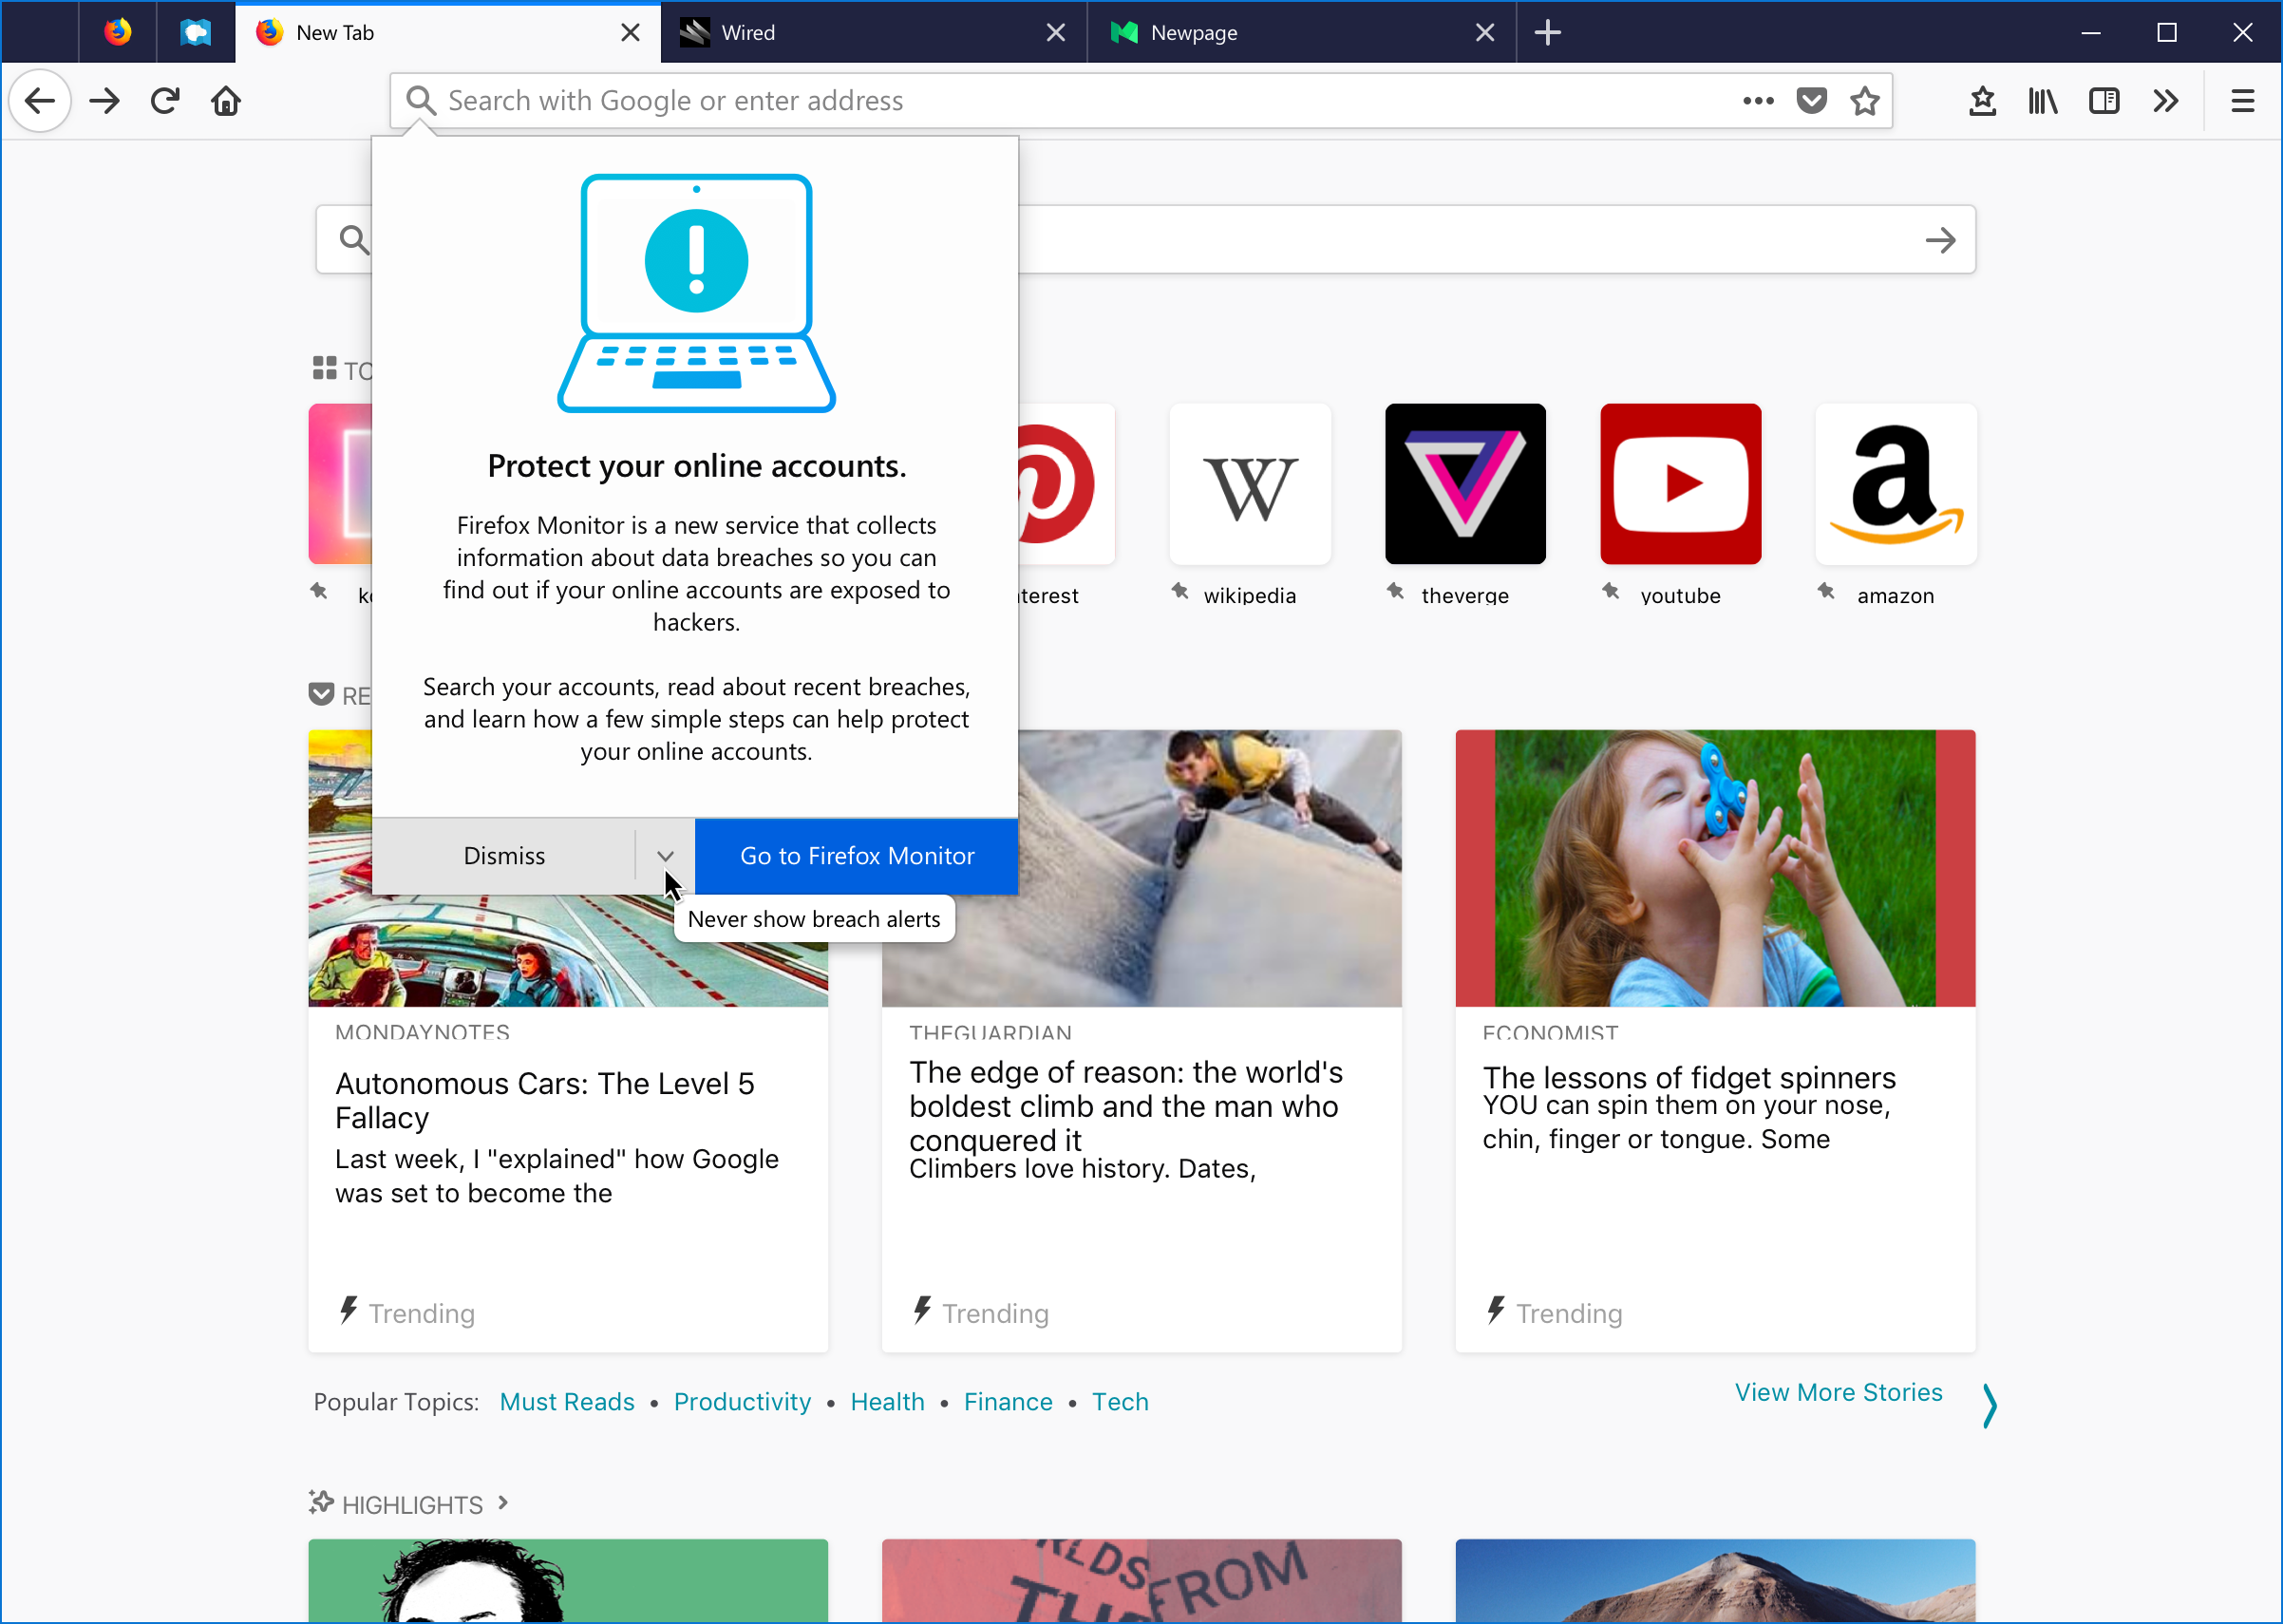 New Tab
Wired
Newpage
Search with Google or enter address
TO
Protect your online accounts.
Firefox Monitor is a new service that collects
information about data breaches so you can
find out if your online accounts are exposed to
hackers.
Search your accounts, read about recent breaches,
and learn how a few simple steps can help protect
your online accounts.
Dismiss
Go to Firefox Monitor
Never show breach alerts
W
a
nterest
wikipedia
theverge
youtube
amazon
RE
MONDAYNOTES
Autonomous Cars: The Level 5
Fallacy
Last week, I "explained" how Google
was set to become the
Trending
THEGUARDIAN
The edge of reason: the world's
boldest climb and the man who
conquered it
Climbers love history. Dates,
Trending
ECONOMIST
The lessons of fidget spinners
YOU can spin them on your nose,
chin, finger or tongue. Some
Trending
Popular Topics: Must Reads • Productivity • Health • Finance • Tech
View More Stories
HIGHLIGHTS
RLDS
FROM